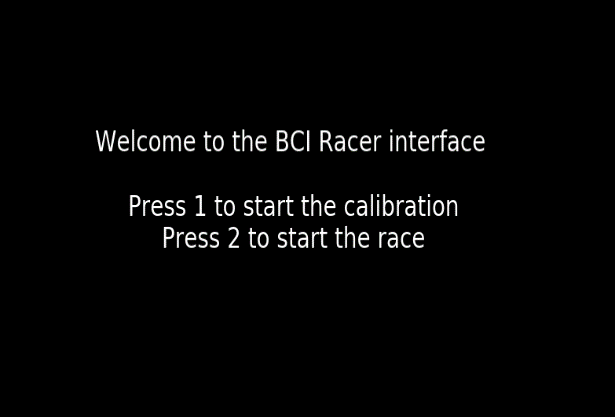 Welcome to the BCI Racer interface
Press 1 to start the calibration
Press 2 to start the race